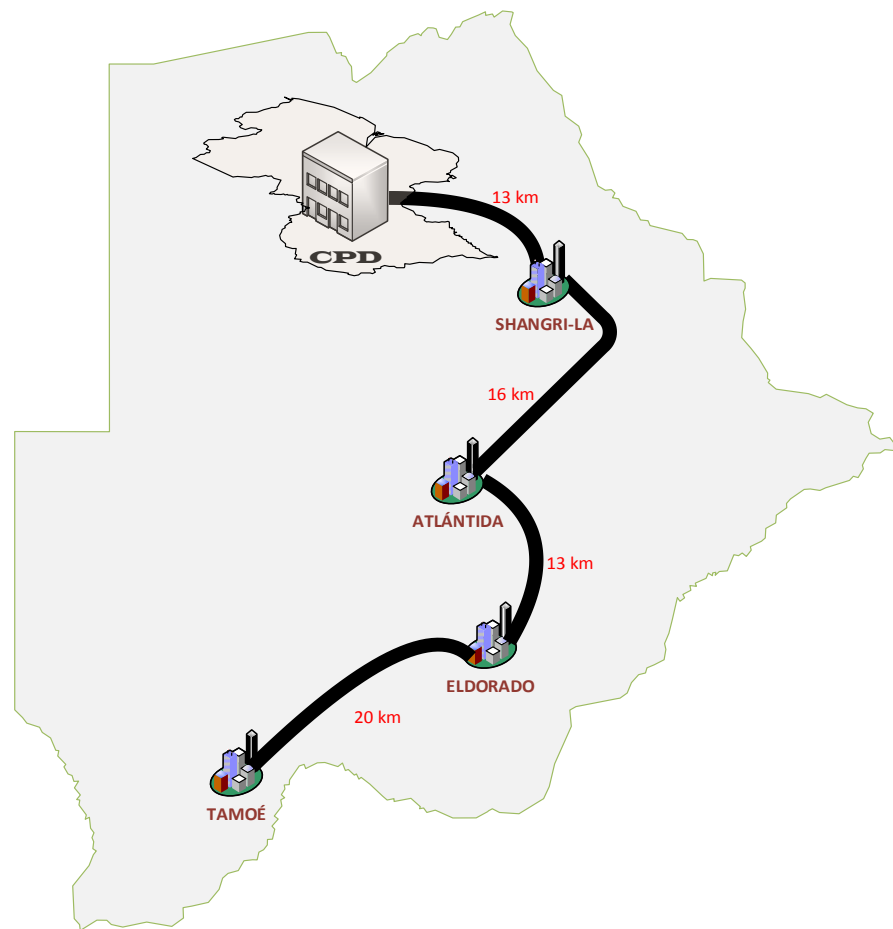 13 km
CPD
SHANGRI-LA
16 km
ATLÁNTIDA
13 km
ELDORADO
20 km
TAMOÉ